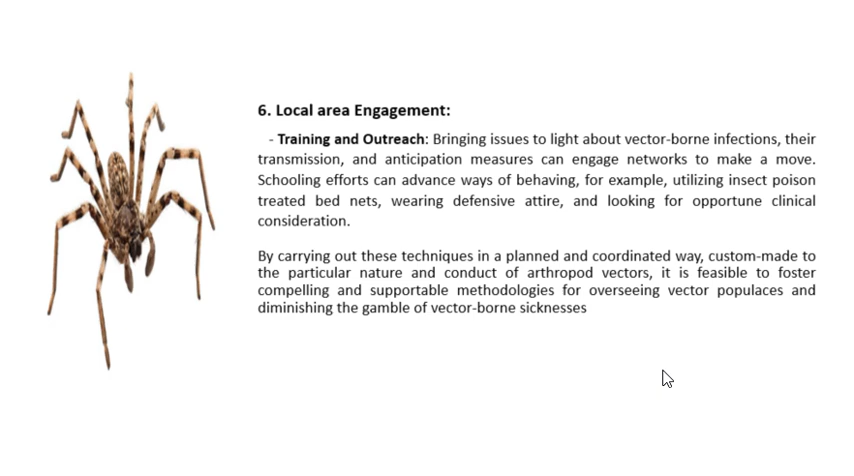 6. Local area Engagement:
- Training and Outreach: Bringing issues to light about vector-borne infections, their
transmission, and anticipation measures can engage networks to make a move.
Schooling efforts can advance ways of behaving, for example, utilizing insect poison
treated bed nets, wearing defensive attire, and looking for opportune clinical
consideration.
By carrying out these techniques in a planned and coordinated way, custom-made to
the particular nature and conduct of arthropod vectors, it is feasible to foster
compelling and supportable methodologies for overseeing vector populaces and
diminishing the gamble of vector-borne sicknesses